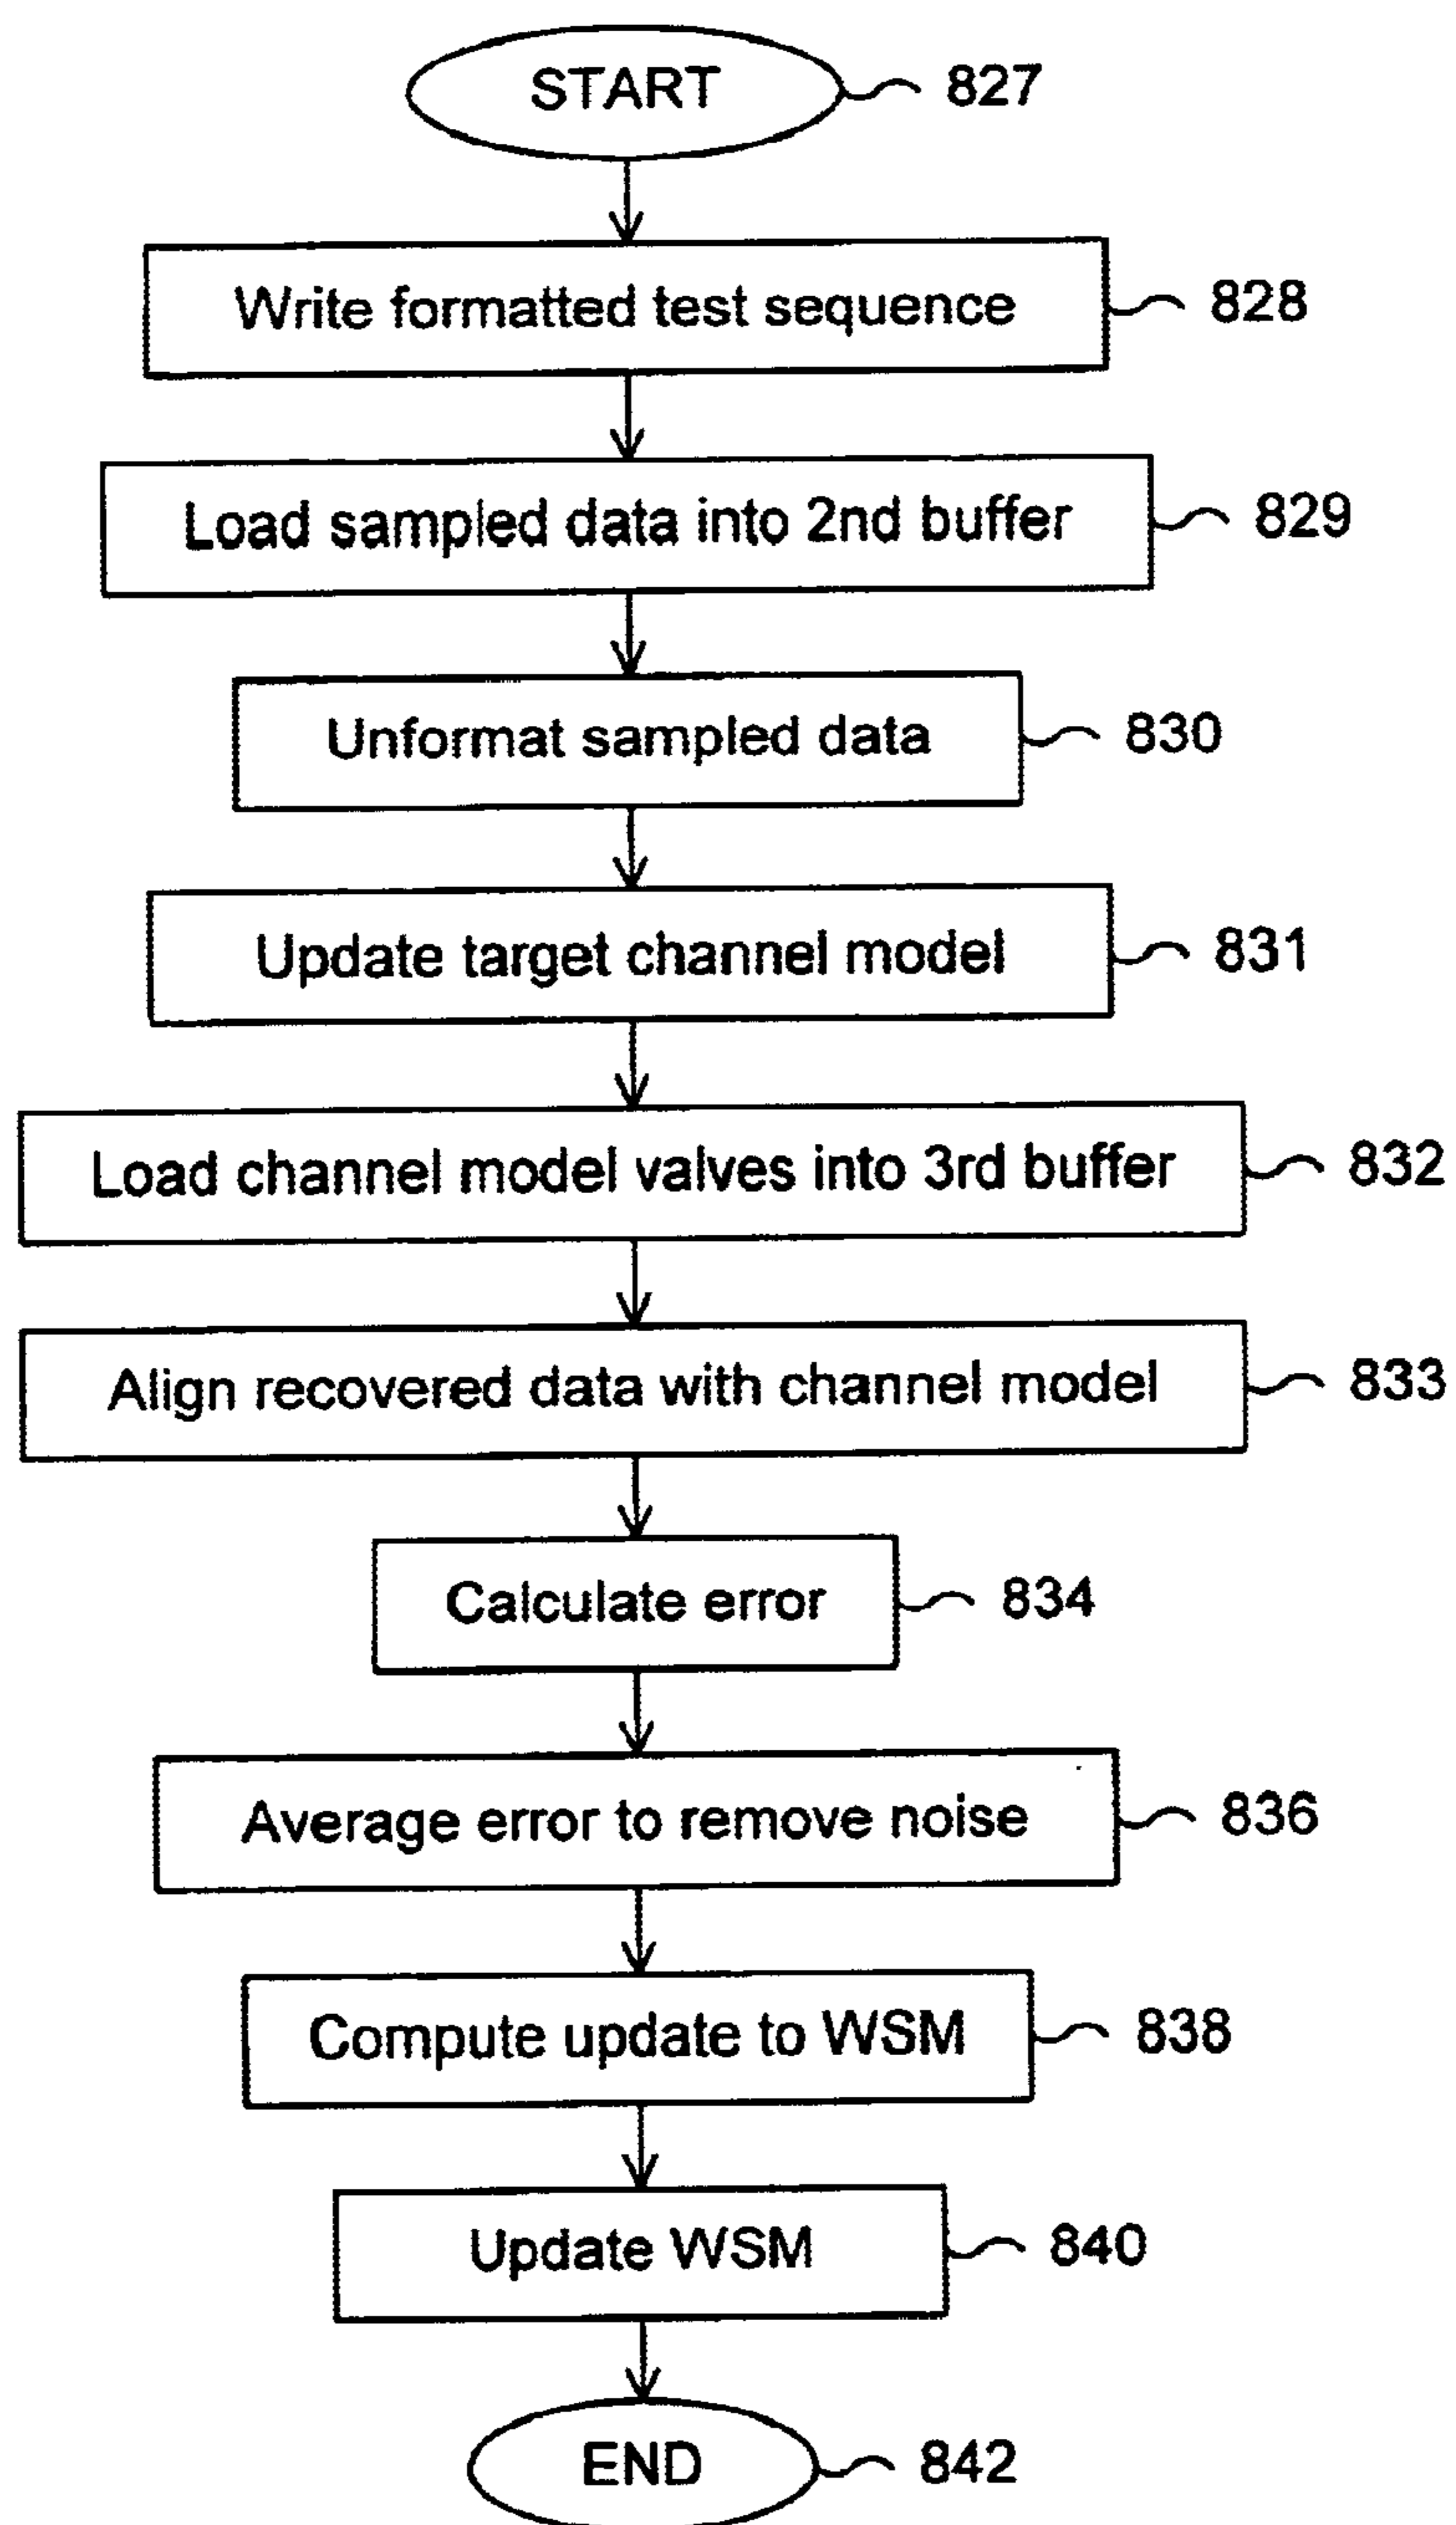 START 827
Write formatted test sequence 828
Load sampled data into 2nd buffer 829
Unformat sampled data 830
Update target channel model 831
Load channel model valves into 3rd buffer 832
Align recovered data with channel model 833
Calculate error 834
Average error to remove noise 836
Compute update to WSM 838
Update WSM 840
END 842